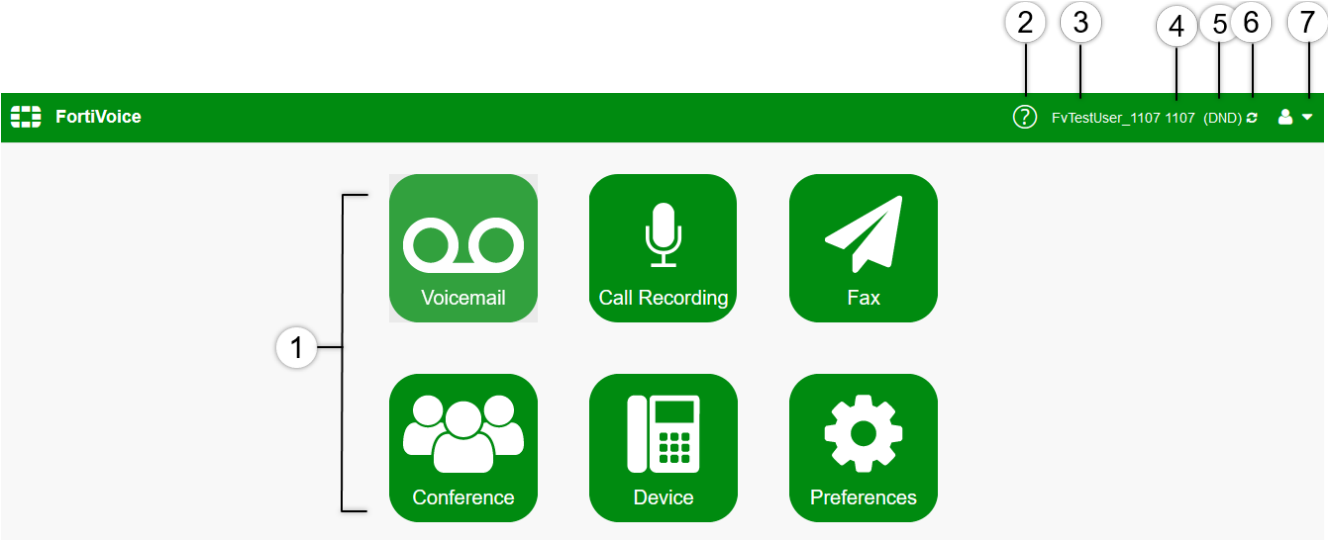 2 3 4 5 6 7
FortiVoice ? FvTestUser_1107 1107 (DND)
Voicemail Call Recording Fax
1
Conference Device Preferences